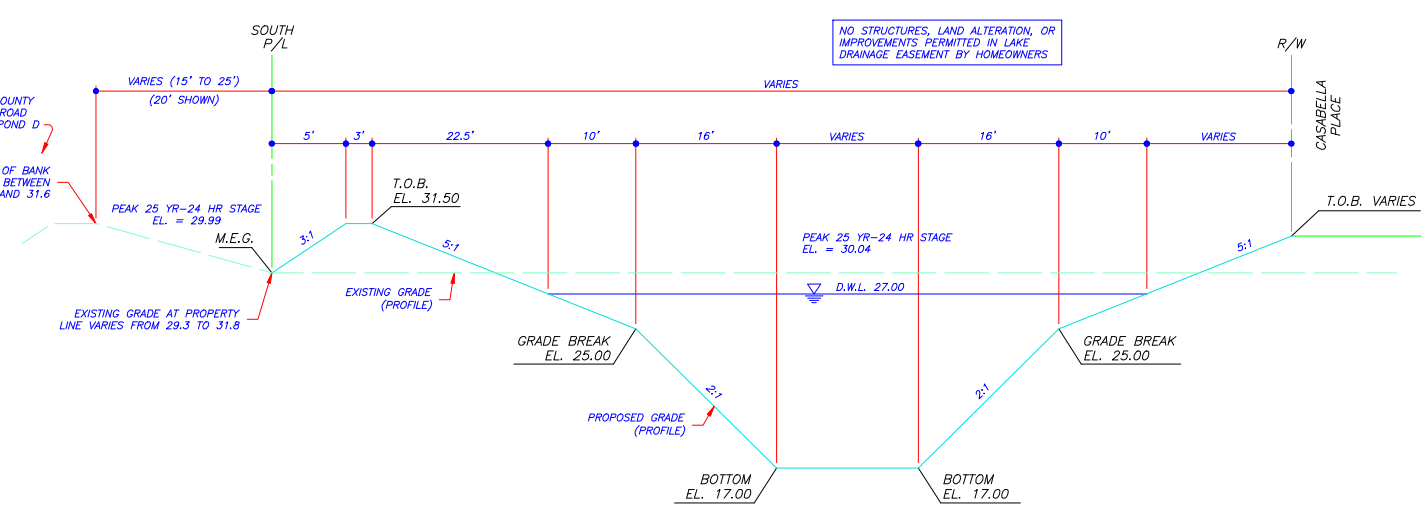 SOUTH
P/L
NO STRUCTURES, LAND ALTERATION, OR
IMPROVEMENTS PERMITTED IN LAKE
DRAINAGE EASEMENT BY HOMEOWNERS
R/W
VARIES (15' TO 25')
(20' SHOWN)
VARIES
CASABELLA
PLACE
OUNTY
ROAD
POND D
5'
3'
22.5'
10'
16'
VARIES
16'
10'
VARIES
OF BANK
BETWEEN
AND 31.6
T.O.B.
EL. 31.50
T.O.B. VARIES
PEAK 25 YR-24 HR STAGE
EL. = 29.99
M.E.G.
3:1
5:1
PEAK 25 YR-24 HR STAGE
EL. = 30.04
5:1
EXISTING GRADE
(PROFILE)
D.W.L. 27.00
EXISTING GRADE AT PROPERTY
LINE VARIES FROM 29.3 TO 31.8
GRADE BREAK
EL. 25.00
GRADE BREAK
EL. 25.00
2:1
2:1
PROPOSED GRADE
(PROFILE)
BOTTOM
EL. 17.00
BOTTOM
EL. 17.00